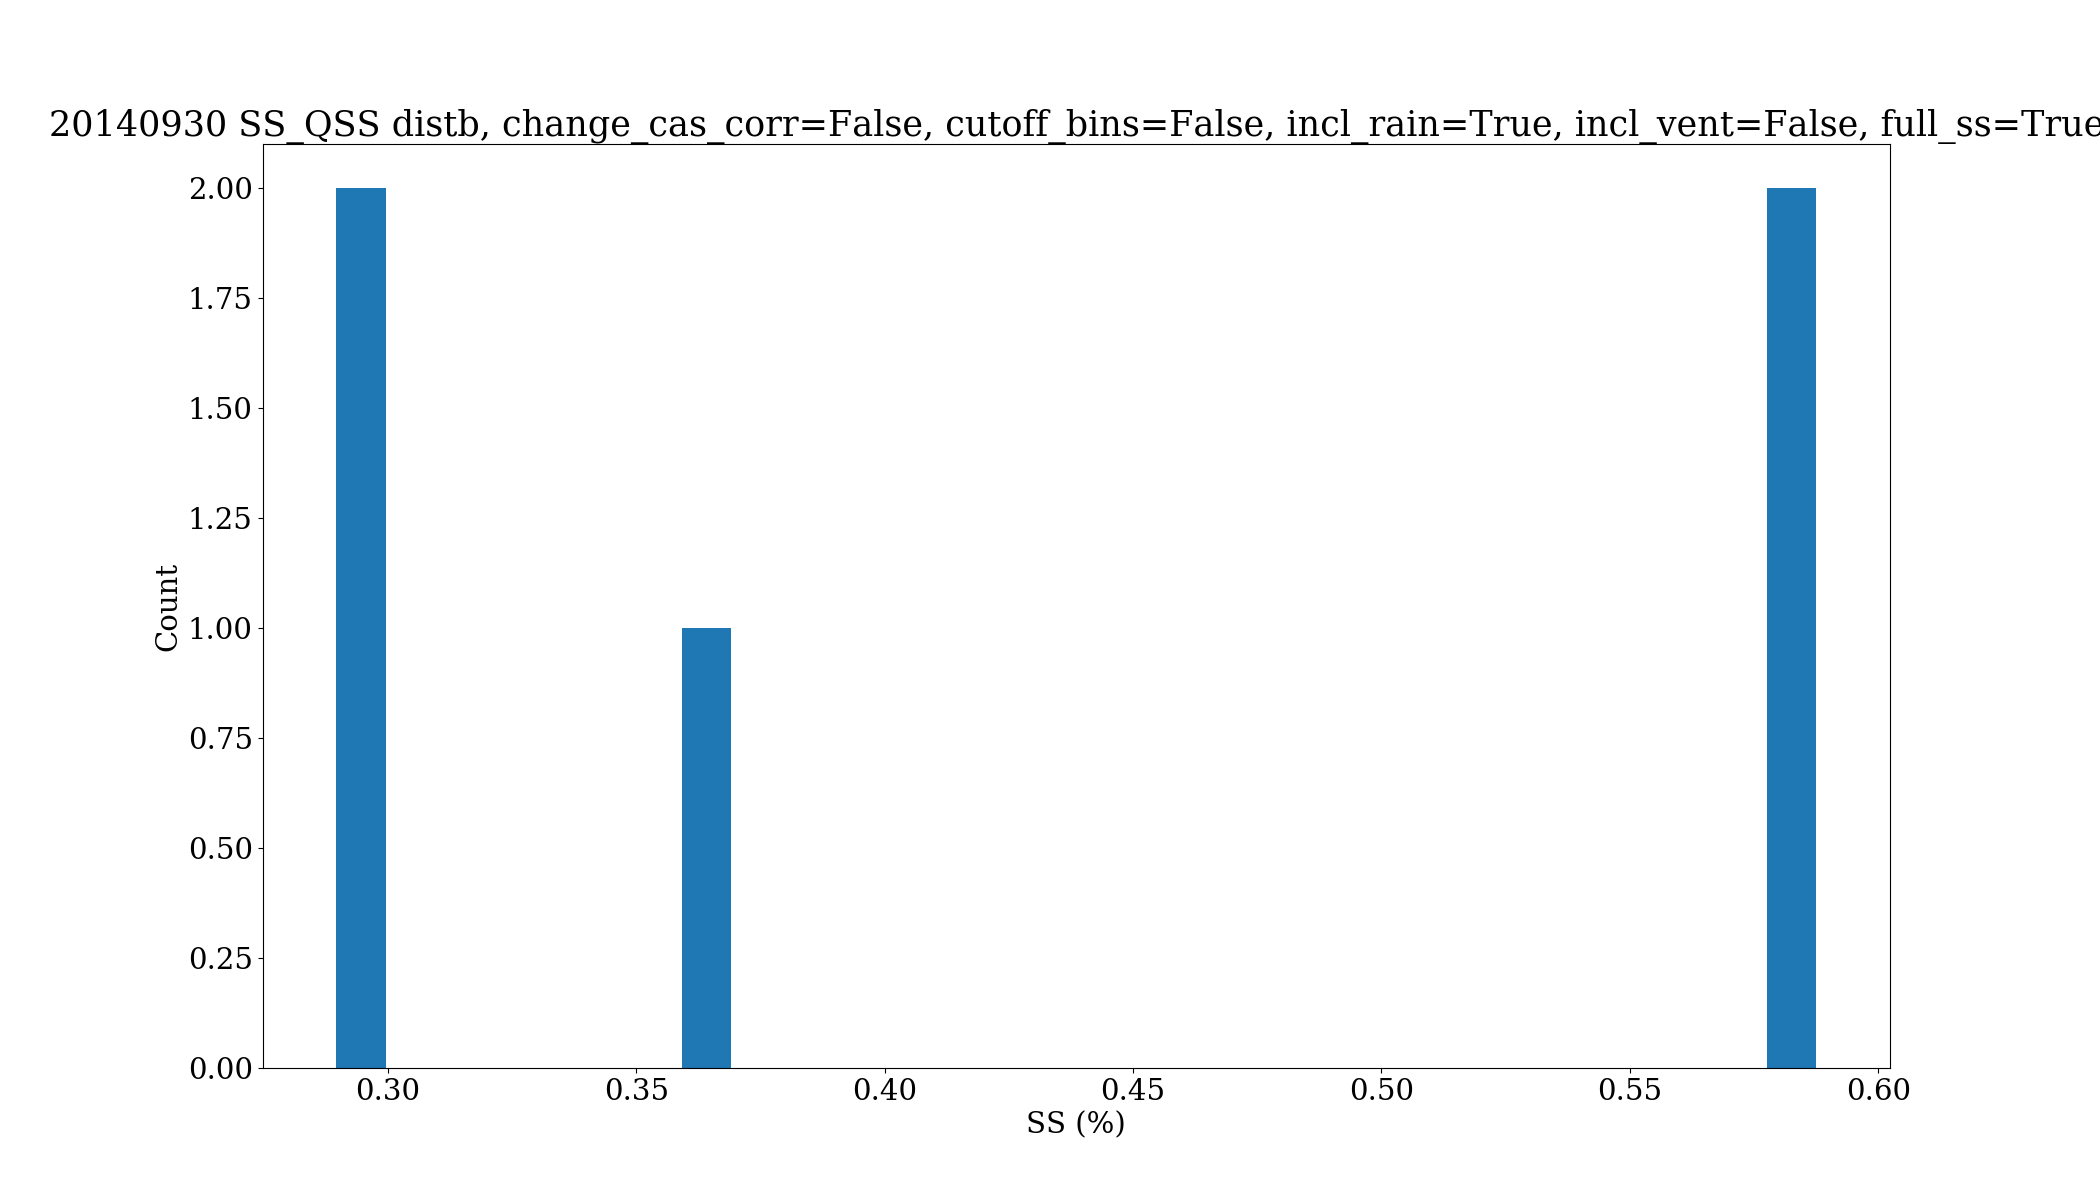 20140930 SS_QSS distb, change_cas_corr=False, cutoff_bins=False, incl_rain=True, incl_vent=False, full_ss=True
2.00
1.75
1.50
1.25
1.00
0.75
0.50
0.25
0.00
Count
0.30 0.35 0.40 0.45 0.50 0.55 0.60
SS (%)